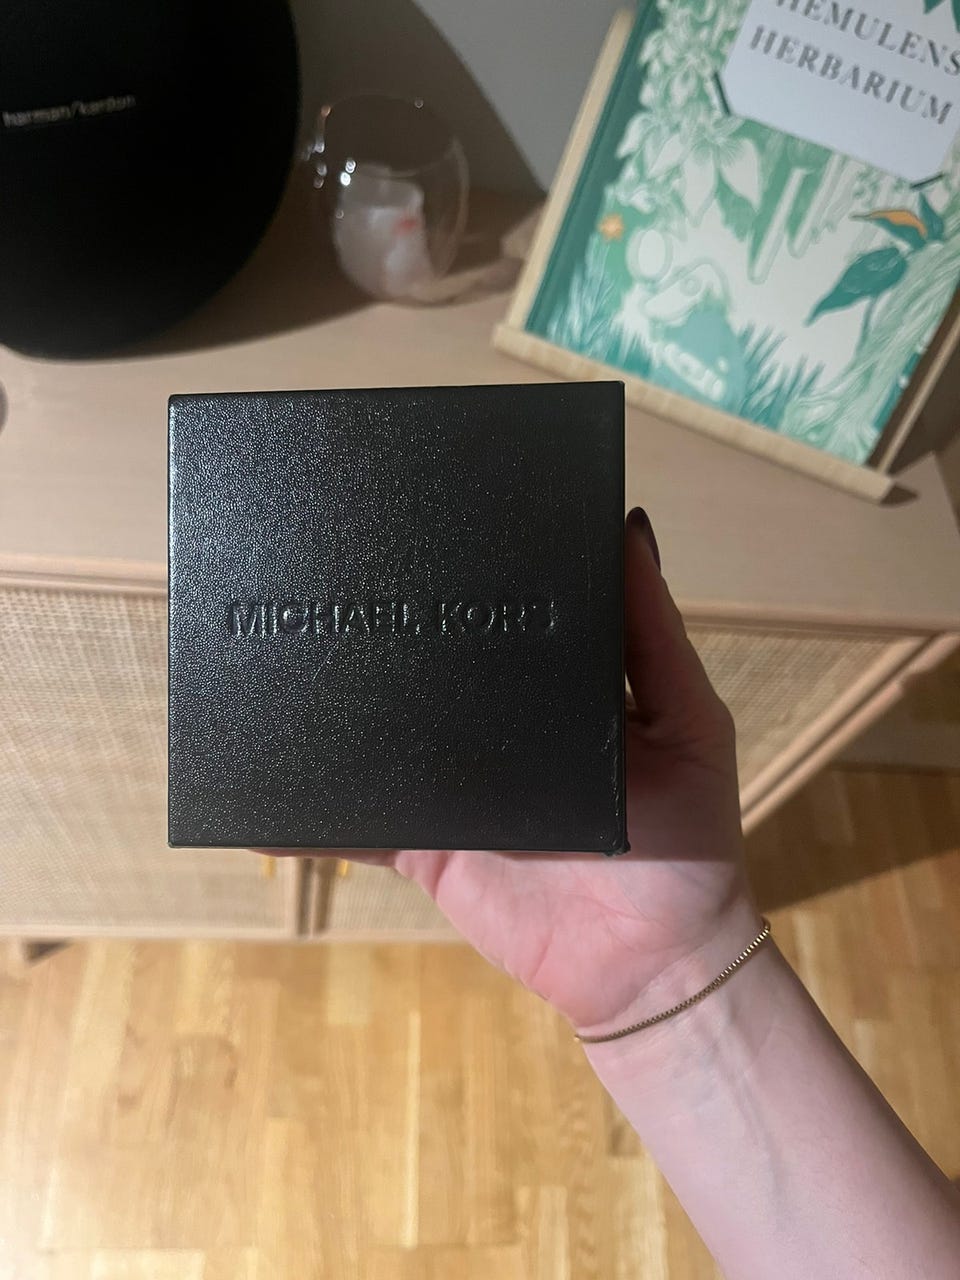 harman/kardon
HEMULENS
HERBARIUM
MICHAEL KORS